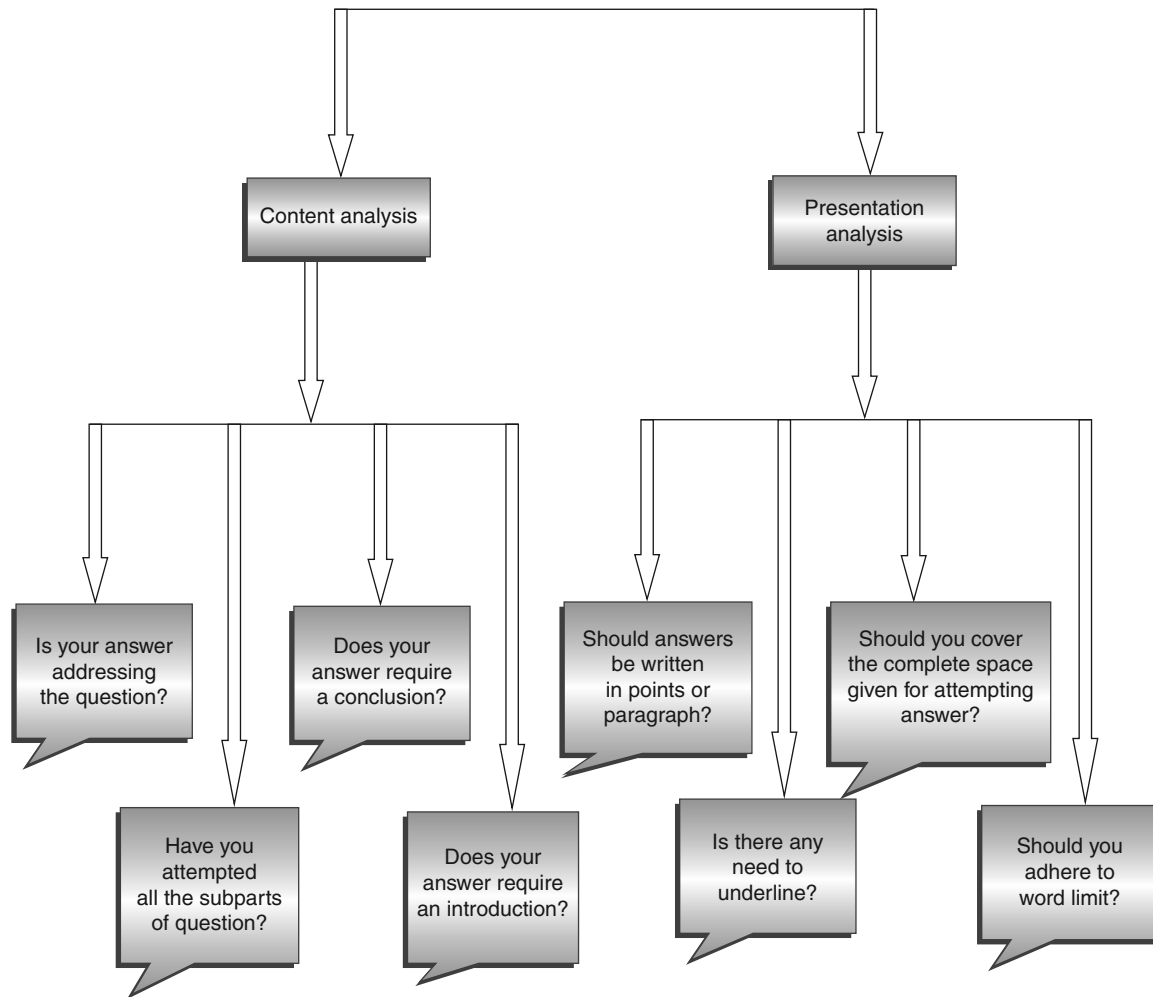 Content analysis
Presentation
analysis
Is your answer
addressing
the question?
Does your
answer require
a conclusion?
Should answers
be written
in points or
paragraph?
Should you cover
the complete space
given for attempting
answer?
Have you
attempted
all the subparts
of question?
Does your
answer require
an introduction?
Is there any
need to
underline?
Should you
adhere to
word limit?